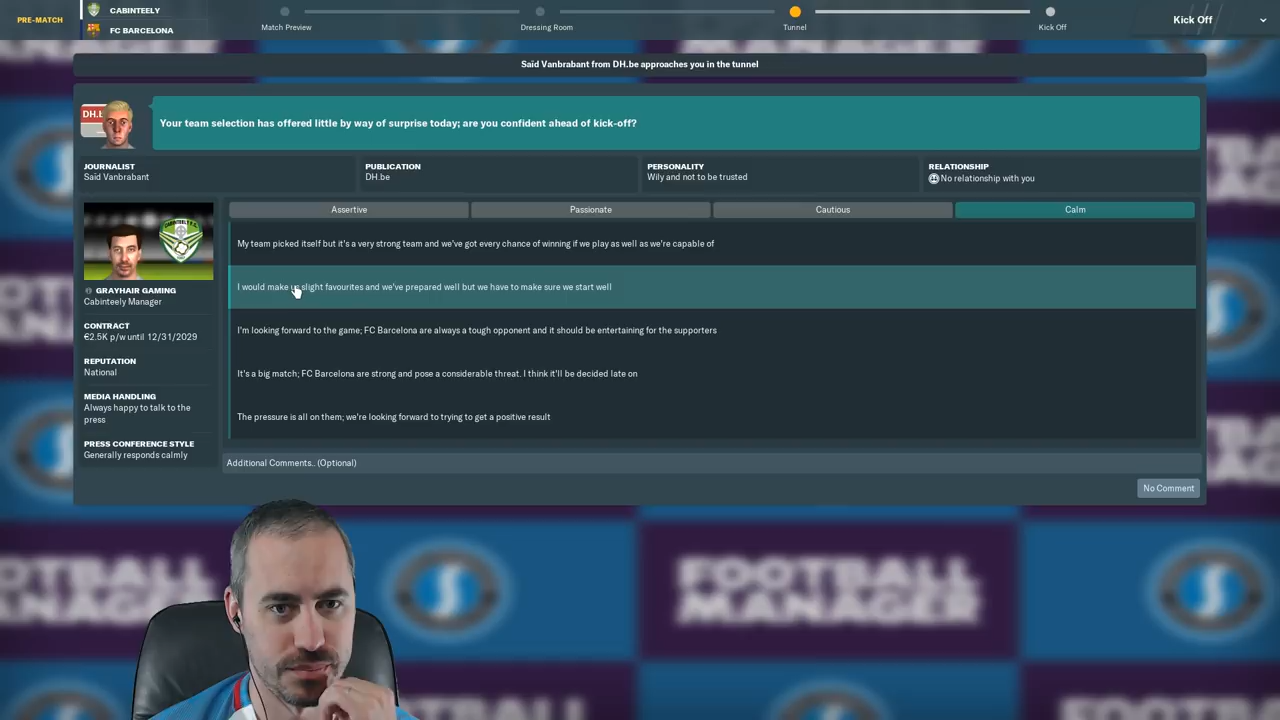 PRE-MATCH
CABINTEELY
FC BARCELONA
Match Preview
Dressing Room
Tunnel
Kick Off
Kick Off
Saïd Vanbrabant from DH.be approaches you in the tunnel
Your team selection has offered little by way of surprise today; are you confident ahead of kick-off?
JOURNALIST
Saïd Vanbrabant
PUBLICATION
DH.be
PERSONALITY
Wily and not to be trusted
RELATIONSHIP
No relationship with you
Assertive
Passionate
Cautious
Calm
My team picked itself but it's a very strong team and we've got every chance of winning if we play as well as we're capable of
I would make us slight favourites and we've prepared well but we have to make sure we start well
I'm looking forward to the game; FC Barcelona are always a tough opponent and it should be entertaining for the supporters
It's a big match; FC Barcelona are strong and pose a considerable threat. I think it'll be decided late on
The pressure is all on them; we're looking forward to trying to get a positive result
Additional Comments.. (Optional)
No Comment
GRAYHAIR GAMING
Cabinteely Manager
CONTRACT
€2.5K p/w until 12/31/2029
REPUTATION
National
MEDIA HANDLING
Always happy to talk to the
press
PRESS CONFERENCE STYLE
Generally responds calmly
FOOTBALL
MANAGER